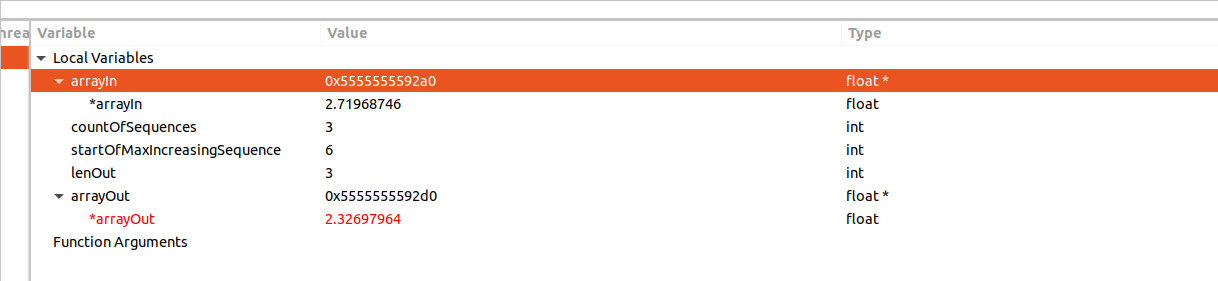 hrea Variable Value Type
Local Variables
arrayIn 0x5555555592a0 float *
*arrayIn 2.71968746 float
countOfSequences 3 int
startOfMaxIncreasingSequence 6 int
lenOut 3 int
arrayOut 0x5555555592d0 float *
*arrayOut 2.32697964 float
Function Arguments